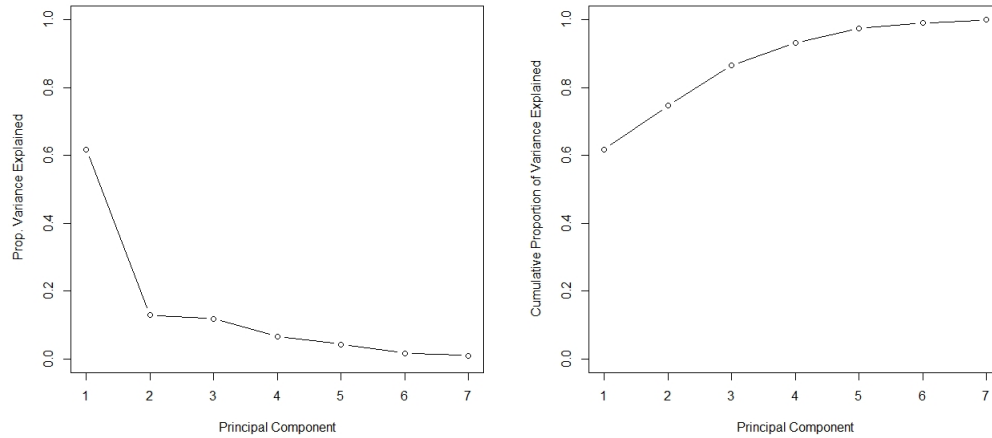 Prop. Variance Explained
1.0
0.8
0.6
0.4
0.2
0.0
1 2 3 4 5 6 7
Principal Component
Cumulative Proportion of Variance Explained
1.0
0.8
0.6
0.4
0.2
0.0
1 2 3 4 5 6 7
Principal Component